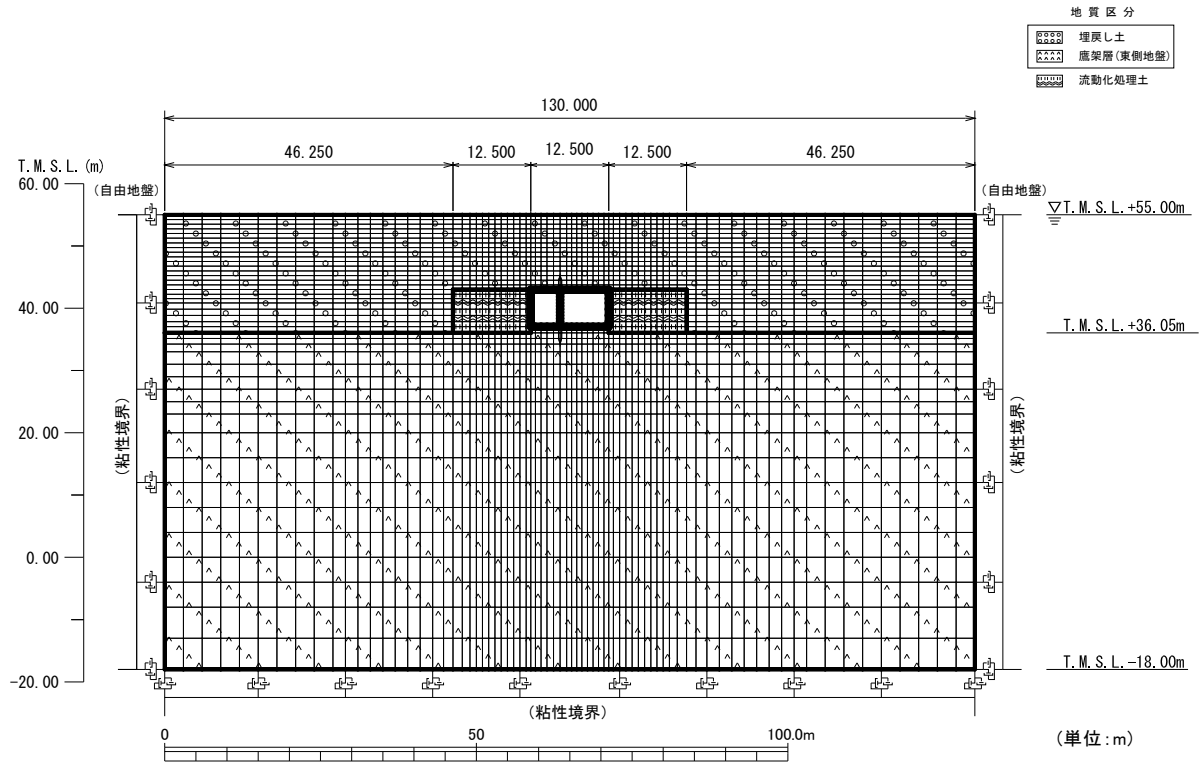 地 質 区 分
埋戻し土
鷹架層(東側地盤)
流動化処理土
130.000
46.250 12.500 12.500 12.500 46.250
T.M.S.L.(m)
60.00
(自由地盤) (自由地盤)
▽T.M.S.L.+55.00m
40.00
T.M.S.L.+36.05m
(粘性境界) (粘性境界)
20.00
0.00
T.M.S.L.-18.00m
-20.00
(粘性境界)
0 50 100.0m
(単位:m)